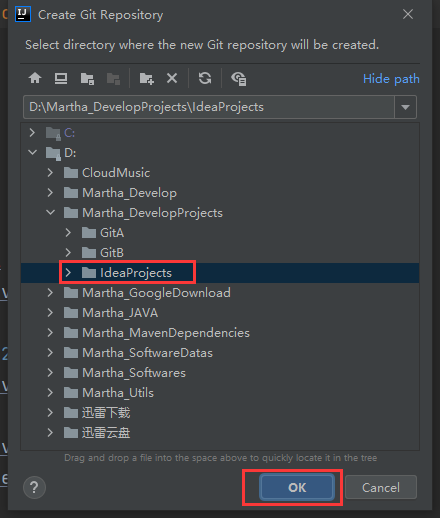 IJ
Create Git Repository
Select directory where the new Git repository will be created.
Hide path
D:\Martha_DevelopProjects\IdeaProjects
C:
D:
CloudMusic
Martha_Develop
Martha_DevelopProjects
GitA
GitB
IdeaProjects
Martha_GoogleDownload
Martha_JAVA
Martha_MavenDependencies
Martha_SoftwareDatas
Martha_Softwares
Martha_Utils
迅雷下载
迅雷云盘
Drag and drop a file into the space above to quickly locate it in the tree
?
OK
Cancel